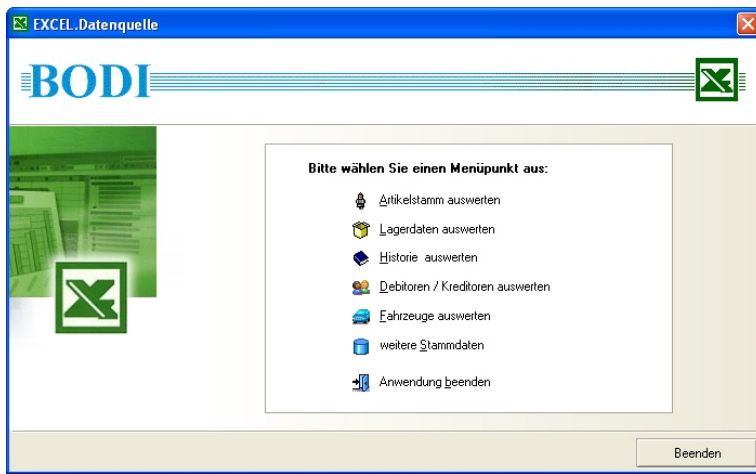 EXCEL.Datenquelle
BODI
Bitte wählen Sie einen Menüpunkt aus:
Artikelstamm auswerten
Lagerdaten auswerten
Historie auswerten
Debitoren / Kreditoren auswerten
Fahrzeuge auswerten
weitere Stammdaten
Anwendung beenden
Beenden